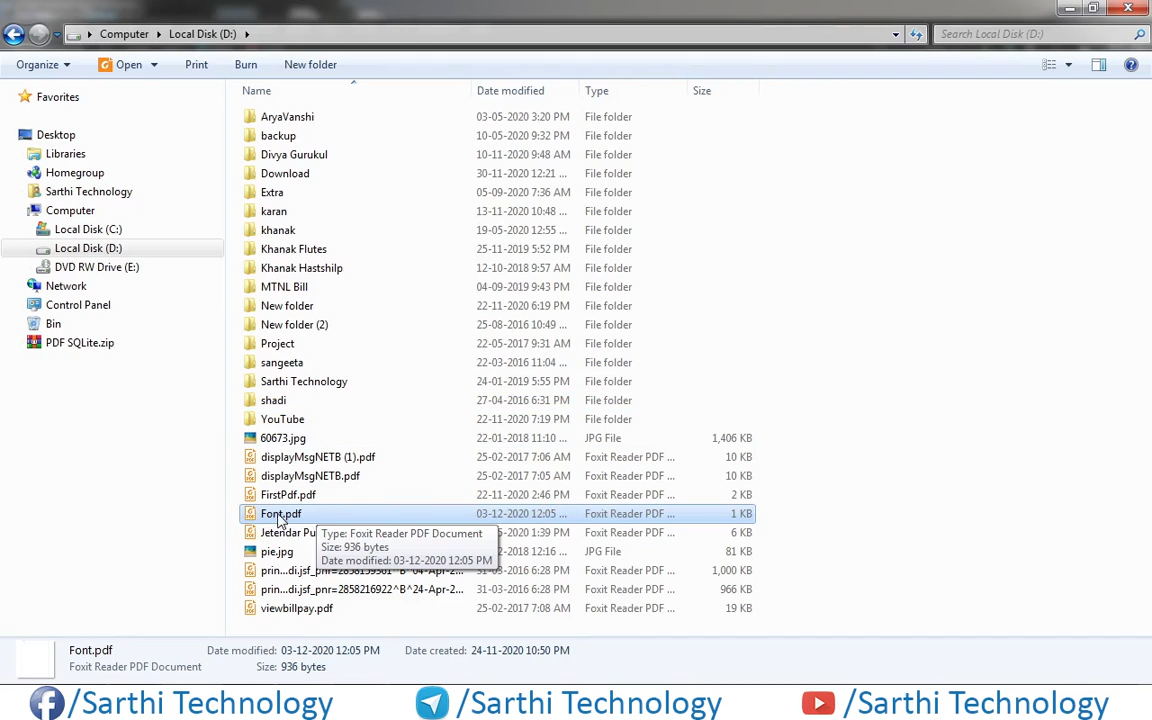 Computer Local Disk (D:)
Search Local Disk (D:)
Organize Open Print Burn New folder
Name Date modified Type Size
Favorites
Desktop
Libraries
Homegroup
Sarthi Technology
Computer
Local Disk (C:)
Local Disk (D:)
DVD RW Drive (E:)
Network
Control Panel
Bin
PDF SQLite.zip
AryaVanshi 03-05-2020 3:20 PM File folder
backup 10-05-2020 9:32 PM File folder
Divya Gurukul 10-11-2020 9:48 AM File folder
Download 30-11-2020 12:21 ... File folder
Extra 05-09-2020 7:36 AM File folder
karan 13-11-2020 10:48 ... File folder
khanak 19-05-2020 12:55 ... File folder
Khanak Flutes 25-11-2019 5:52 PM File folder
Khanak Hastshilp 12-10-2018 9:57 AM File folder
MTNL Bill 04-09-2019 9:43 PM File folder
New folder 22-11-2020 6:19 PM File folder
New folder (2) 25-08-2016 10:49 ... File folder
Project 22-05-2017 9:31 AM File folder
sangeeta 22-03-2016 11:04 ... File folder
Sarthi Technology 24-01-2019 5:55 PM File folder
shadi 27-04-2016 6:31 PM File folder
YouTube 22-11-2020 7:19 PM File folder
60673.jpg 22-01-2018 11:10 ... JPG File 1,406 KB
displayMsgNETB (1).pdf 25-02-2017 7:06 AM Foxit Reader PDF ... 10 KB
displayMsgNETB.pdf 25-02-2017 7:05 AM Foxit Reader PDF ... 10 KB
FirstPdf.pdf 22-11-2020 2:46 PM Foxit Reader PDF ... 2 KB
Font.pdf 03-12-2020 12:05 ... Foxit Reader PDF ... 1 KB
Jetendar Pu 5-2020 1:39 PM Foxit Reader PDF ... 6 KB
pie.jpg 2-2018 12:16 ... JPG File 81 KB
31-03-2016 6:28 PM Foxit Reader PDF ... 1,000 KB
prin...di.jsf_pnr=2858216922^B^24-Apr-2... 31-03-2016 6:28 PM Foxit Reader PDF ... 966 KB
viewbillpay.pdf 25-02-2017 7:08 AM Foxit Reader PDF ... 19 KB
Type: Foxit Reader PDF Document
Size: 936 bytes
Date modified: 03-12-2020 12:05 PM
Font.pdf Date modified: 03-12-2020 12:05 PM Date created: 24-11-2020 10:50 PM
Foxit Reader PDF Document Size: 936 bytes
/Sarthi Technology /Sarthi Technology /Sarthi Technology